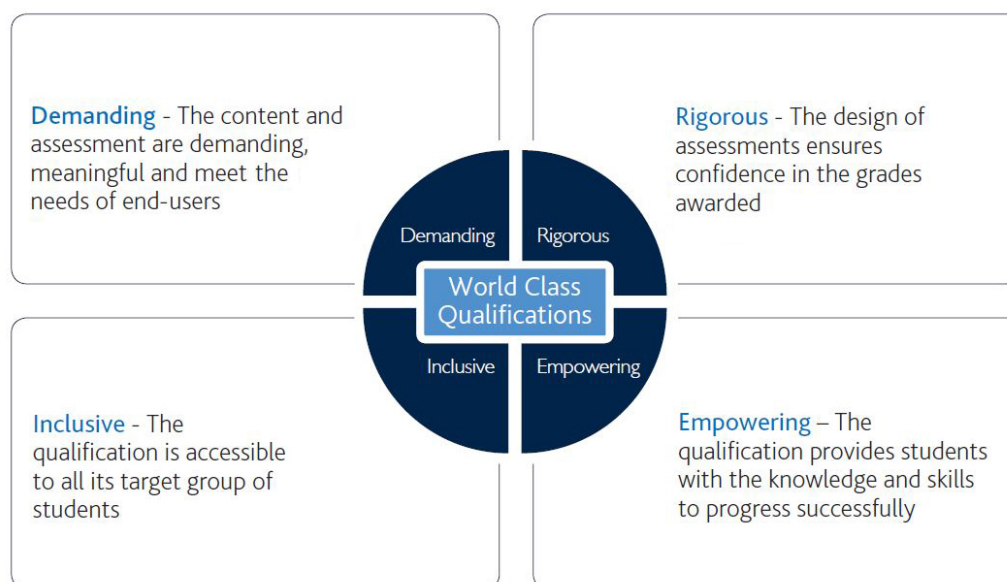 Demanding - The content and
assessment are demanding,
meaningful and meet the
needs of end-users
Rigorous - The design of
assessments ensures
confidence in the grades
awarded
Demanding
Rigorous
World Class
Qualifications
Inclusive
Empowering
Inclusive - The
qualification is accessible
to all its target group of
students
Empowering – The
qualification provides students
with the knowledge and skills
to progress successfully